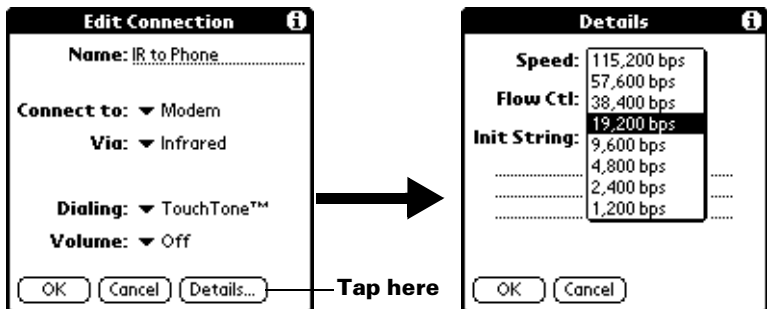 Edit Connection i
Name: IR to Phone
Connect to: Modem
Via: Infrared
Dialing: TouchTone™
Volume: Off
OK Cancel Details...
Tap here
Details i
Speed: 115,200 bps
57,600 bps
Flow Ctl: 38,400 bps
19,200 bps
Init String: 9,600 bps
4,800 bps
2,400 bps
1,200 bps
OK Cancel